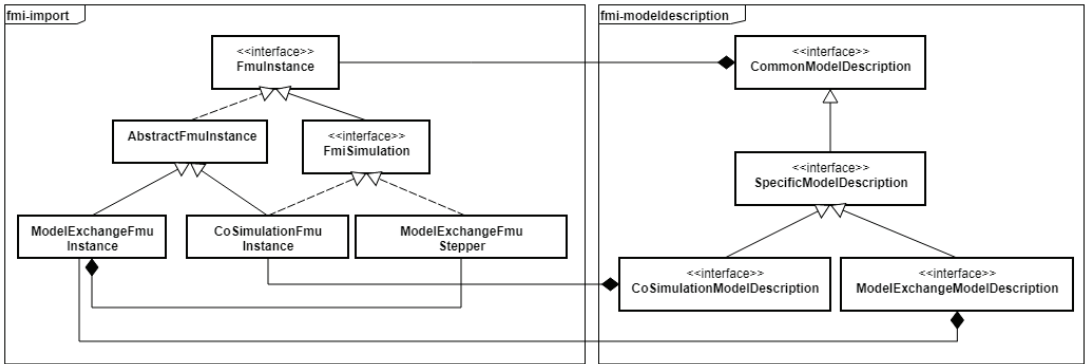 fmi-import
<<interface>>
FmuInstance
AbstractFmuInstance
<<interface>>
FmiSimulation
ModelExchangeFmu
Instance
CoSimulationFmu
Instance
ModelExchangeFmu
Stepper
fmi-modeldescription
<<interface>>
CommonModelDescription
<<interface>>
SpecificModelDescription
<<interface>>
CoSimulationModelDescription
<<interface>>
ModelExchangeModelDescription